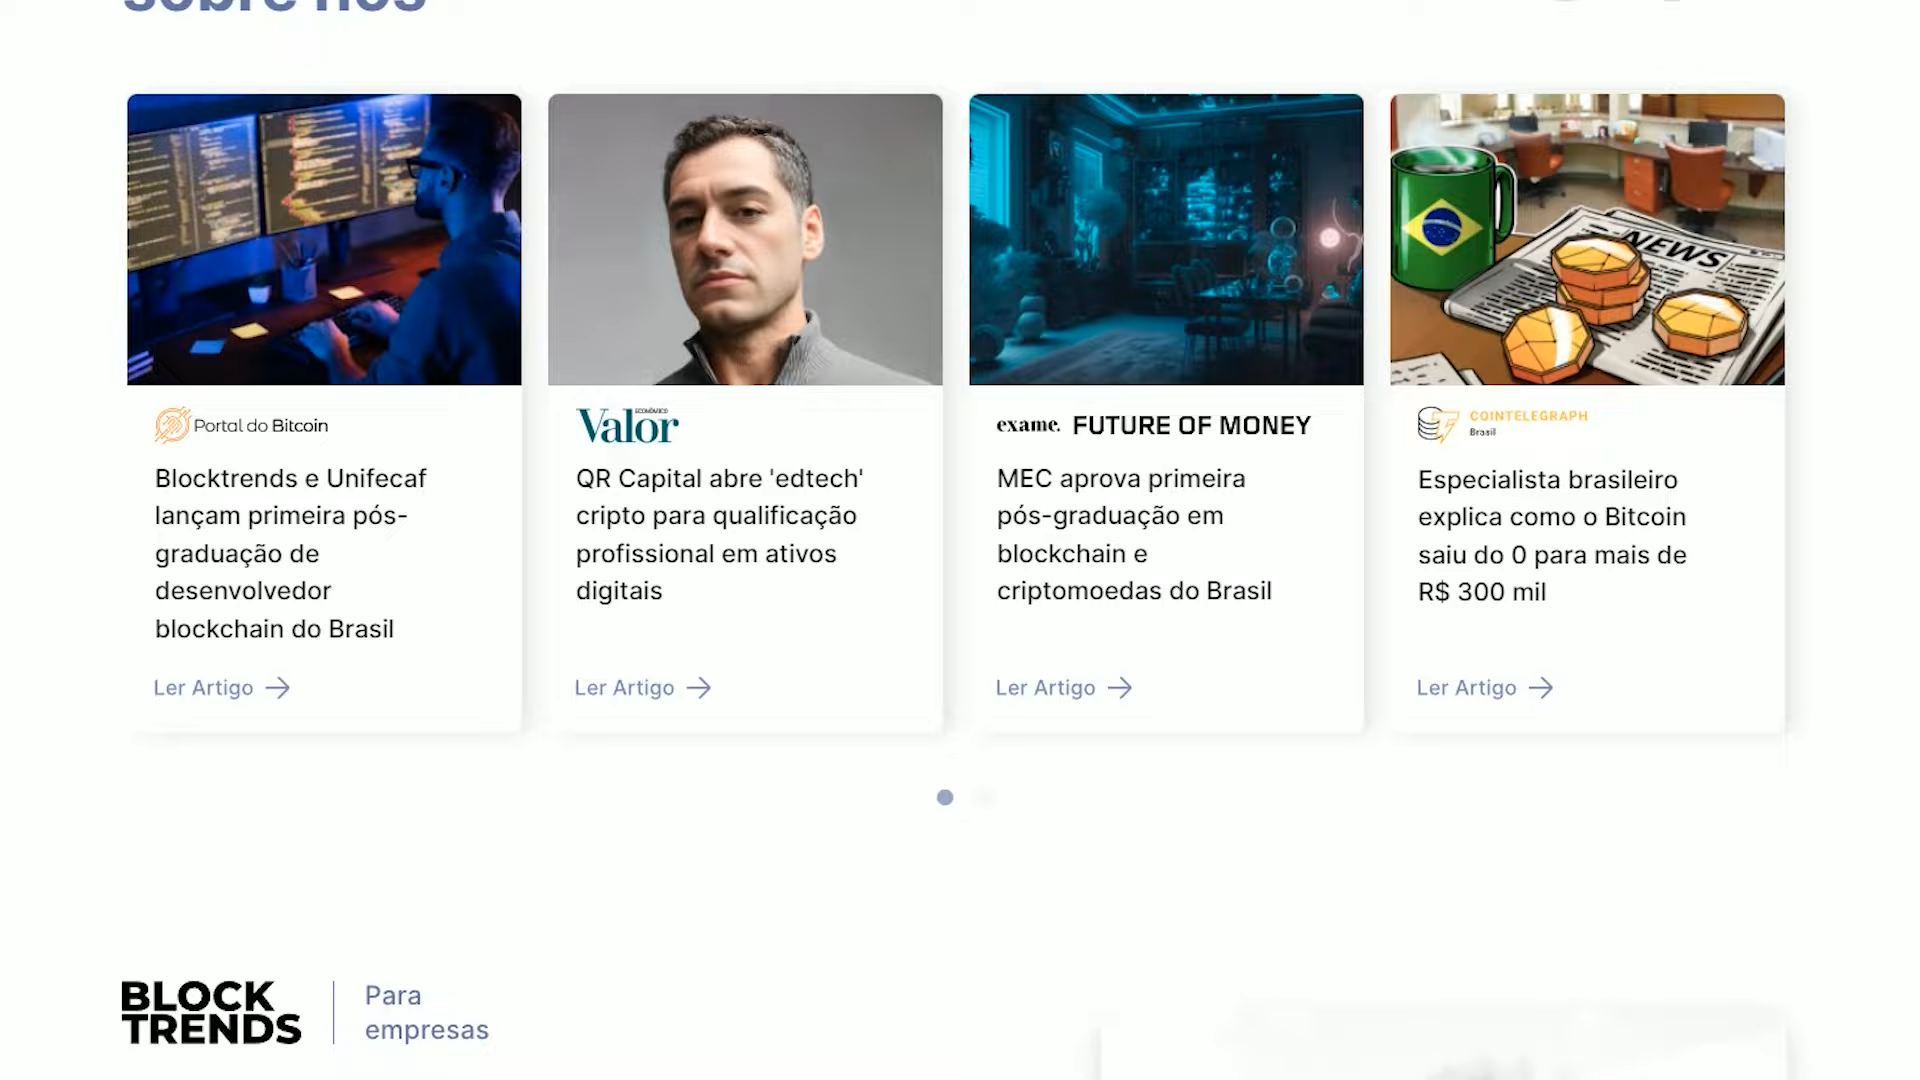 sobre nós
NEWS
Portal do Bitcoin
Blocktrends e Unifecaf
lançam primeira pós-
graduação de
desenvolvedor
blockchain do Brasil
Ler Artigo
ECONÔMICO
Valor
QR Capital abre 'edtech'
cripto para qualificação
profissional em ativos
digitais
Ler Artigo
exame. FUTURE OF MONEY
MEC aprova primeira
pós-graduação em
blockchain e
criptomoedas do Brasil
Ler Artigo
COINTELEGRAPH
Brasil
Especialista brasileiro
explica como o Bitcoin
saiu do 0 para mais de
R$ 300 mil
Ler Artigo
BLOCK
TRENDS
Para
empresas